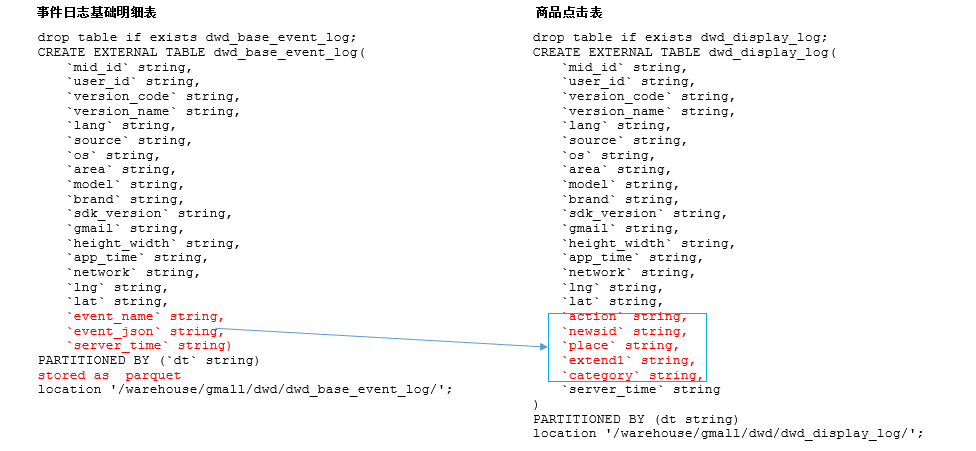 事件日志基础明细表
drop table if exists dwd_base_event_log;
CREATE EXTERNAL TABLE dwd_base_event_log(
`mid_id` string,
`user_id` string,
`version_code` string,
`version_name` string,
`lang` string,
`source` string,
`os` string,
`area` string,
`model` string,
`brand` string,
`sdk_version` string,
`gmail` string,
`height_width` string,
`app_time` string,
`network` string,
`lng` string,
`lat` string,
`event_name` string,
`event_json` string,
`server_time` string)
PARTITIONED BY (`dt` string)
stored as  parquet
location '/warehouse/gmall/dwd/dwd_base_event_log/';
商品点击表
drop table if exists dwd_display_log;
CREATE EXTERNAL TABLE dwd_display_log(
`mid_id` string,
`user_id` string,
`version_code` string,
`version_name` string,
`lang` string,
`source` string,
`os` string,
`area` string,
`model` string,
`brand` string,
`sdk_version` string,
`gmail` string,
`height_width` string,
`app_time` string,
`network` string,
`lng` string,
`lat` string,
`action` string,
`newsid` string,
`place` string,
`extend1` string,
`category` string,
`server_time` string
)
PARTITIONED BY (dt string)
location '/warehouse/gmall/dwd/dwd_display_log/';